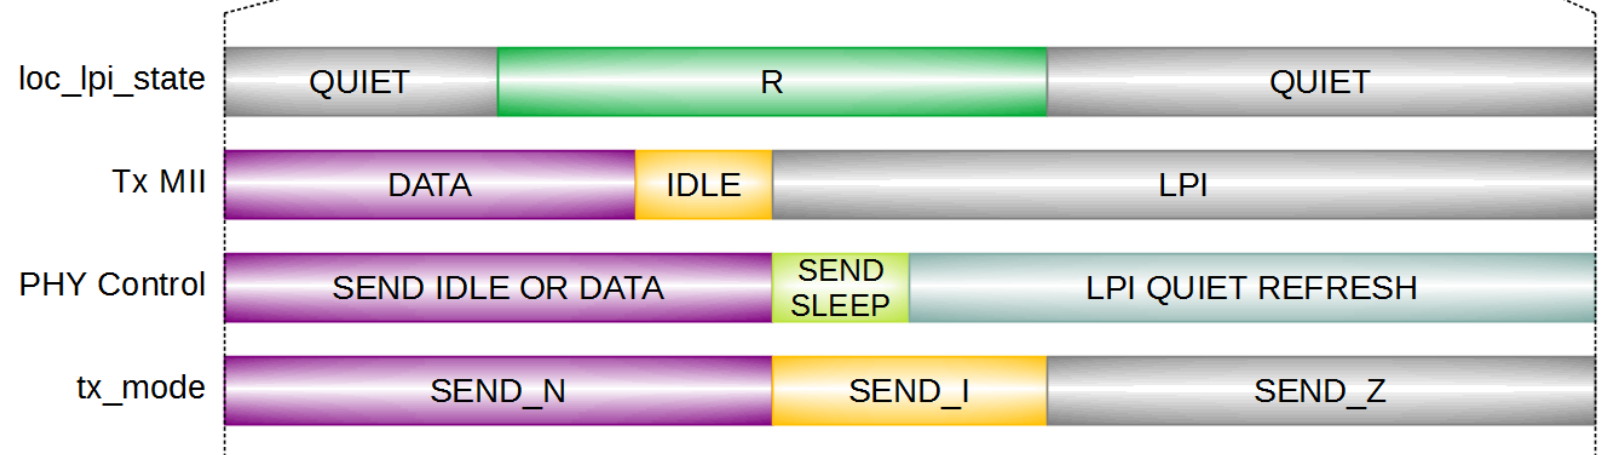 loc_lpi_state QUIET R QUIET
Tx MII DATA IDLE LPI
PHY Control SEND IDLE OR DATA SEND SLEEP LPI QUIET REFRESH
tx_mode SEND_N SEND_I SEND_Z